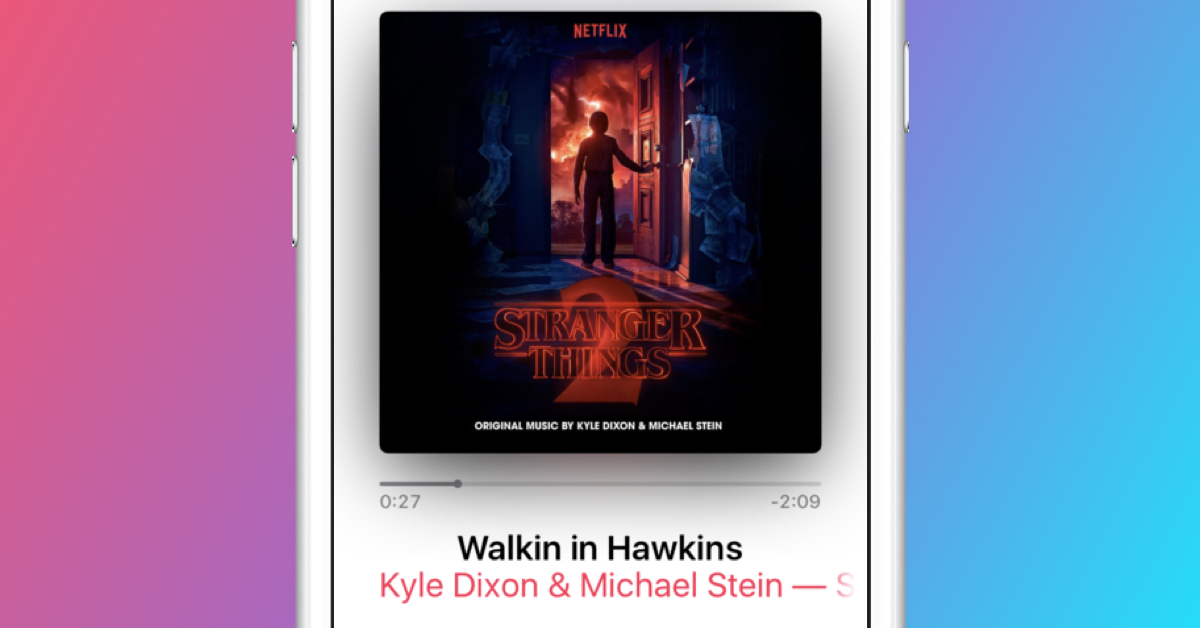 NETFLIX
STRANGER
THINGS
2
ORIGINAL MUSIC BY KYLE DIXON & MICHAEL STEIN
0:27 -2:09
Walkin in Hawkins
Kyle Dixon & Michael Stein — S